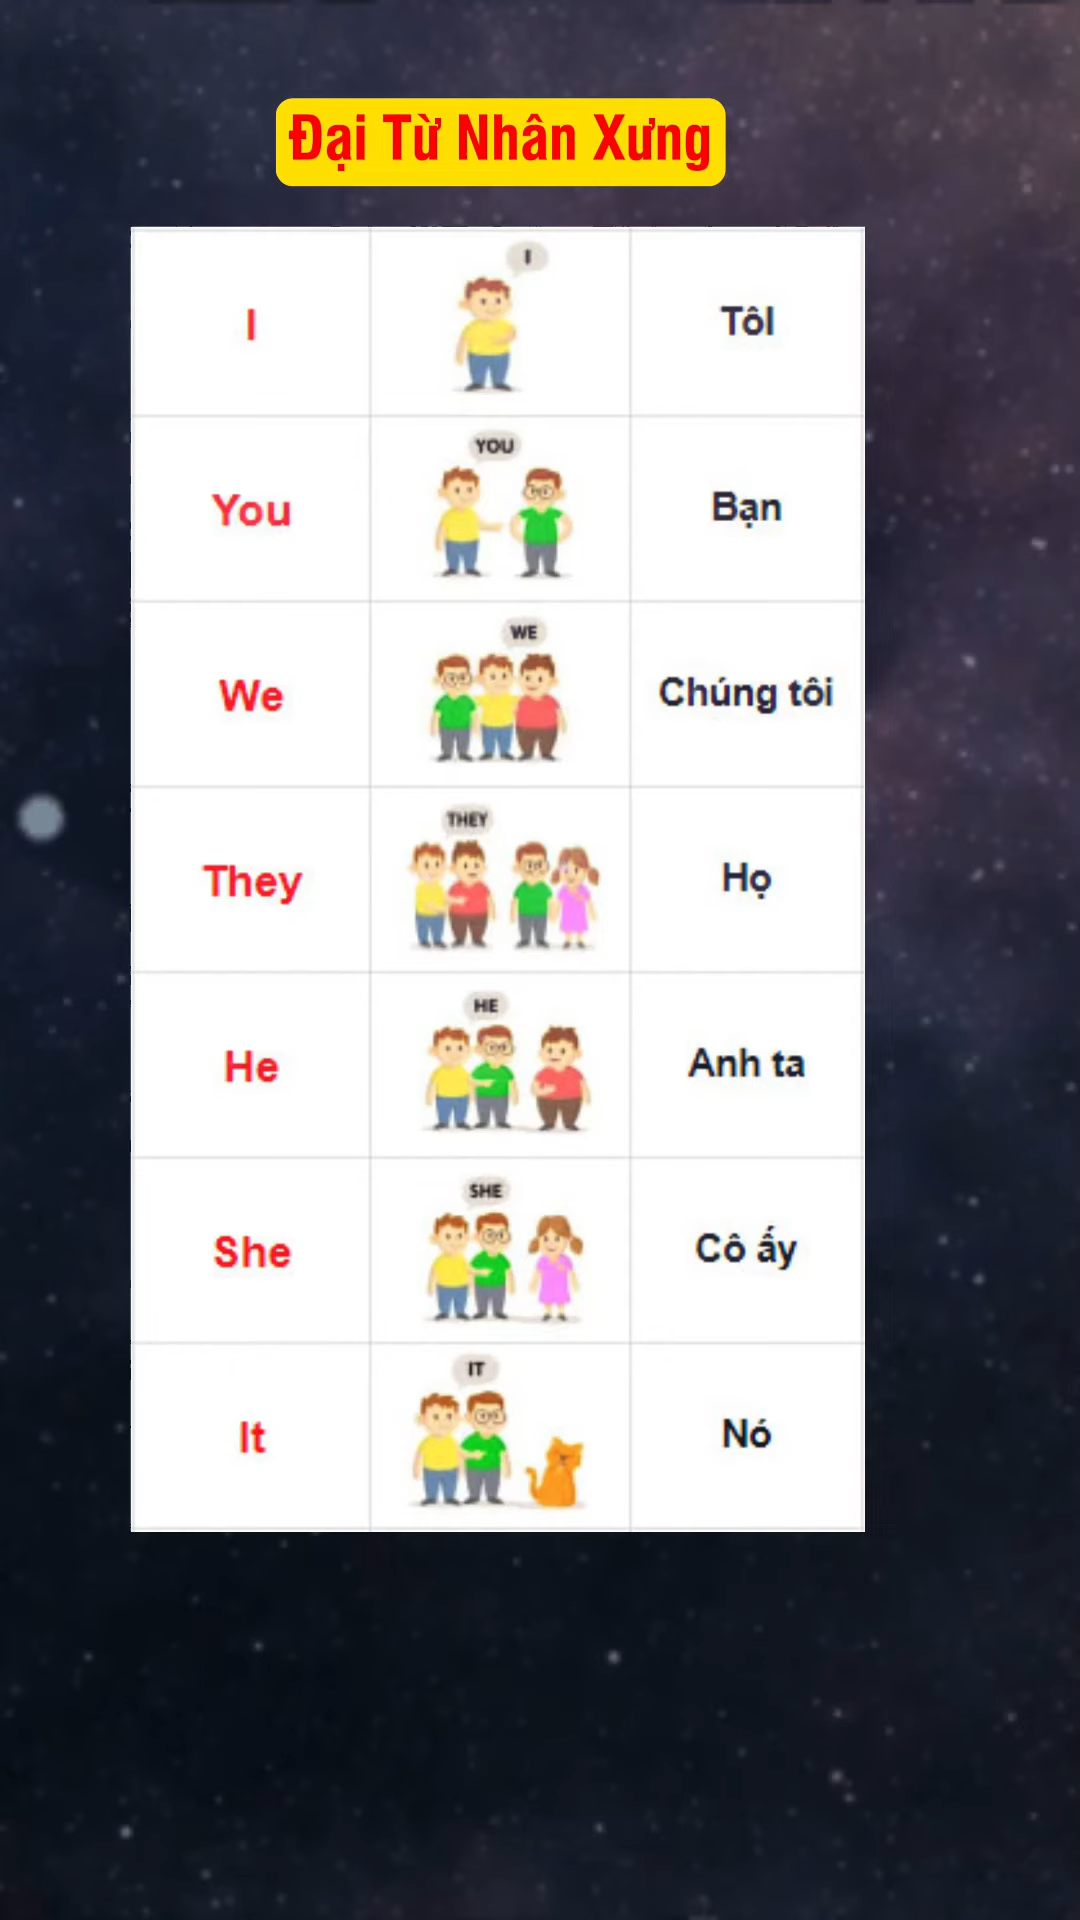 Đại Từ Nhân Xưng
I
I
Tôl
YOU
You
Bạn
WE
We
Chúng tôi
THEY
They
Họ
HE
He
Anh ta
SHE
She
Cô ấy
IT
It
Nó